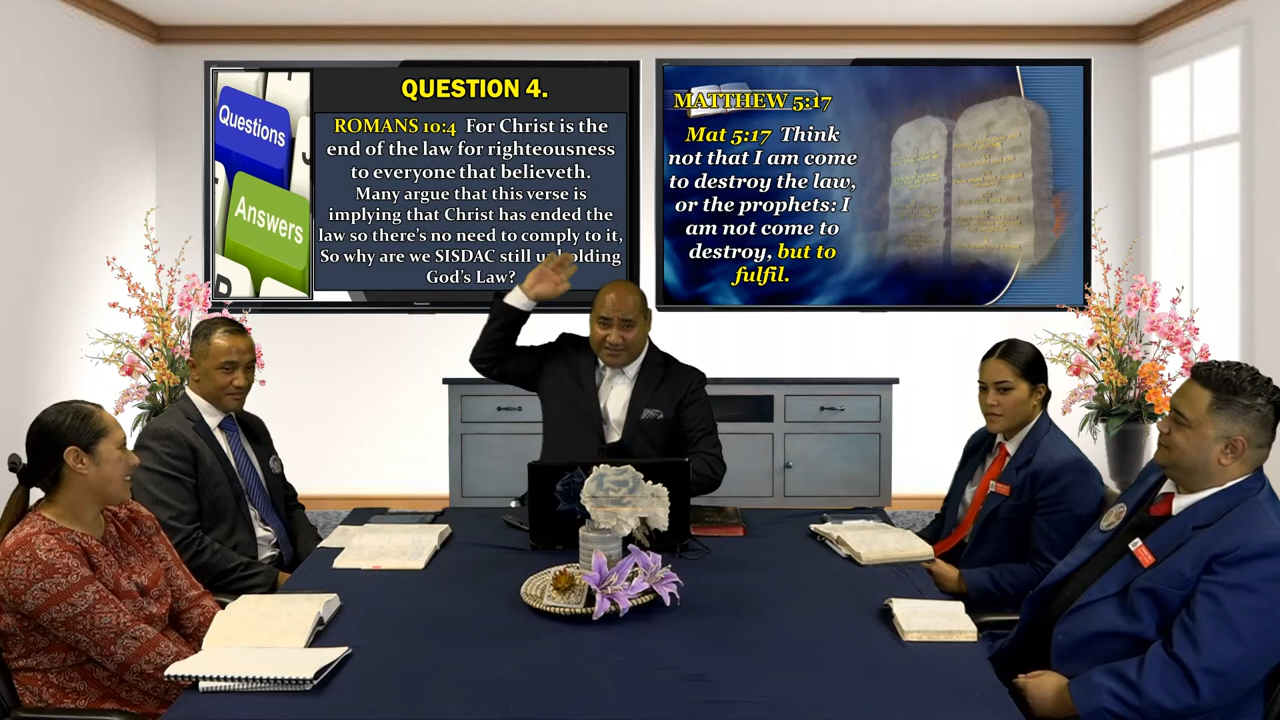 Questions
Answers
QUESTION 4.
ROMANS 10:4 For Christ is the
end of the law for righteousness
to everyone that believeth.
Many argue that this verse is
implying that Christ has ended the
law so there's no need to comply to it,
So why are we SISDAC still upholding
God's Law?
MATTHEW 5:17
Mat 5:17 Think
not that I am come
to destroy the law,
or the prophets: I
am not come to
destroy, but to
fulfil.
Panasonic